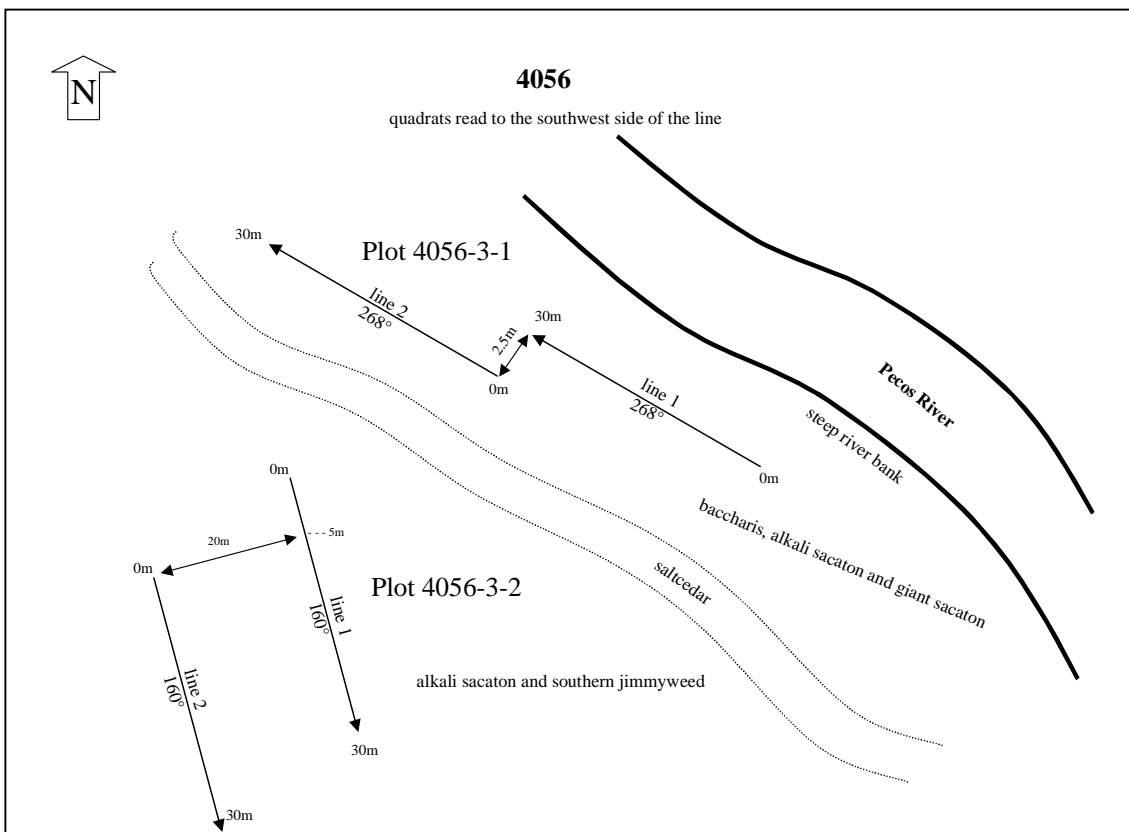 N
4056
quadrats read to the southwest side of the line
30m
Plot 4056-3-1
line 2
268°
2.5m
30m
0m
line 1
268°
0m
Pecos River
steep river bank
baccharis, alkali sacaton and giant sacaton
saltcedar
0m
5m
20m
0m
Plot 4056-3-2
line 1
160°
line 2
160°
alkali sacaton and southern jimmyweed
30m
30m